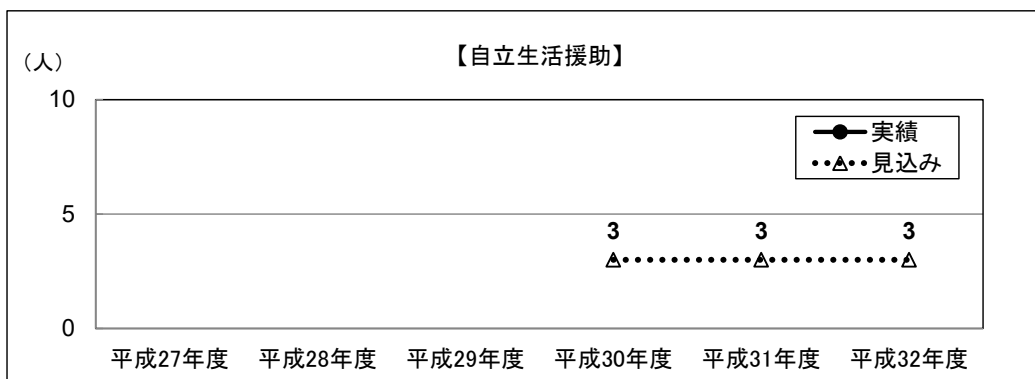 【自立生活援助】
（人）
10
実績
見込み
5
3 3 3
0
平成27年度 平成28年度 平成29年度 平成30年度 平成31年度 平成32年度